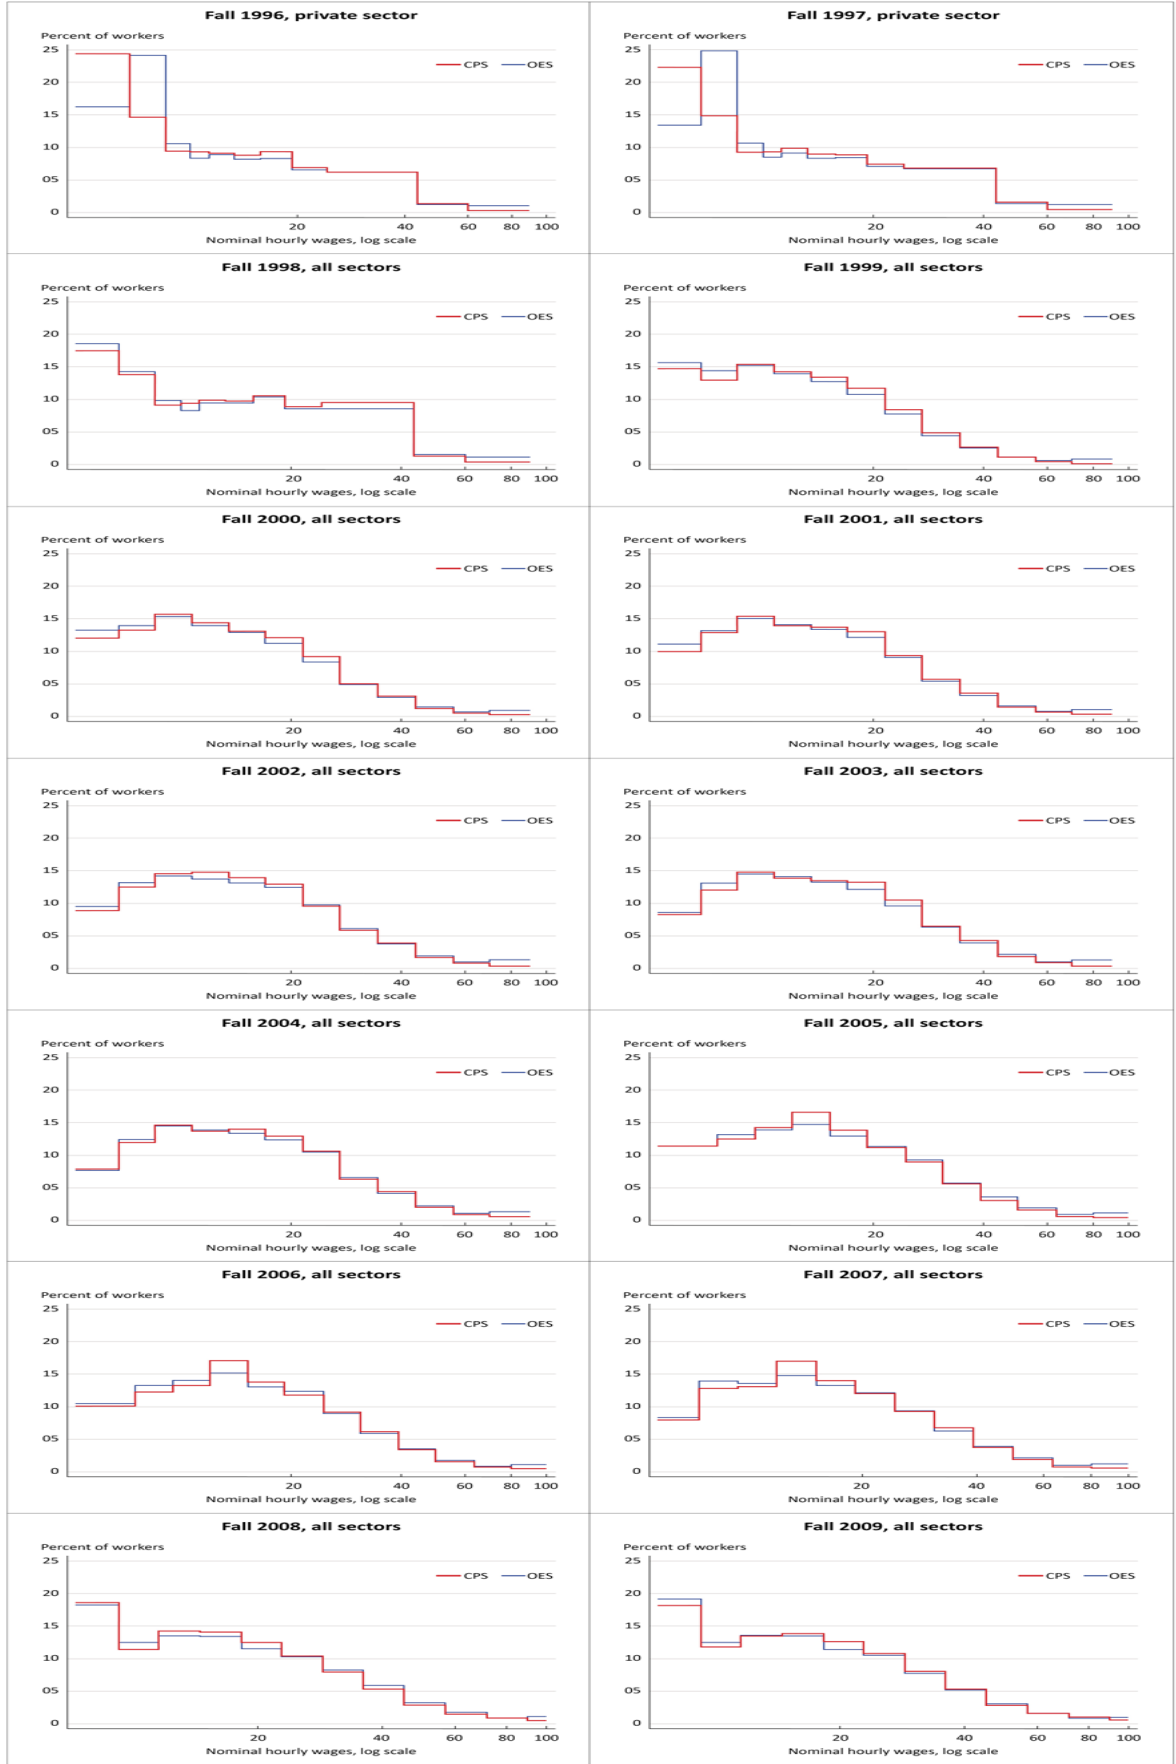 Fall 1996, private sector
Percent of workers
25
CPS OES
20
15
10
05
0
20 40 60 80 100
Nominal hourly wages, log scale
Fall 1997, private sector
Percent of workers
25
CPS OES
20
15
10
05
0
20 40 60 80 100
Nominal hourly wages, log scale
Fall 1998, all sectors
Percent of workers
25
CPS OES
20
15
10
05
0
20 40 60 80 100
Nominal hourly wages, log scale
Fall 1999, all sectors
Percent of workers
25
CPS OES
20
15
10
05
0
20 40 60 80 100
Nominal hourly wages, log scale
Fall 2000, all sectors
Percent of workers
25
CPS OES
20
15
10
05
0
20 40 60 80 100
Nominal hourly wages, log scale
Fall 2001, all sectors
Percent of workers
25
CPS OES
20
15
10
05
0
20 40 60 80 100
Nominal hourly wages, log scale
Fall 2002, all sectors
Percent of workers
25
CPS OES
20
15
10
05
0
20 40 60 80 100
Nominal hourly wages, log scale
Fall 2003, all sectors
Percent of workers
25
CPS OES
20
15
10
05
0
20 40 60 80 100
Nominal hourly wages, log scale
Fall 2004, all sectors
Percent of workers
25
CPS OES
20
15
10
05
0
20 40 60 80 100
Nominal hourly wages, log scale
Fall 2005, all sectors
Percent of workers
25
CPS OES
20
15
10
05
0
20 40 60 80 100
Nominal hourly wages, log scale
Fall 2006, all sectors
Percent of workers
25
CPS OES
20
15
10
05
0
20 40 60 80 100
Nominal hourly wages, log scale
Fall 2007, all sectors
Percent of workers
25
CPS OES
20
15
10
05
0
20 40 60 80 100
Nominal hourly wages, log scale
Fall 2008, all sectors
Percent of workers
25
CPS OES
20
15
10
05
0
20 40 60 80 100
Nominal hourly wages, log scale
Fall 2009, all sectors
Percent of workers
25
CPS OES
20
15
10
05
0
20 40 60 80 100
Nominal hourly wages, log scale